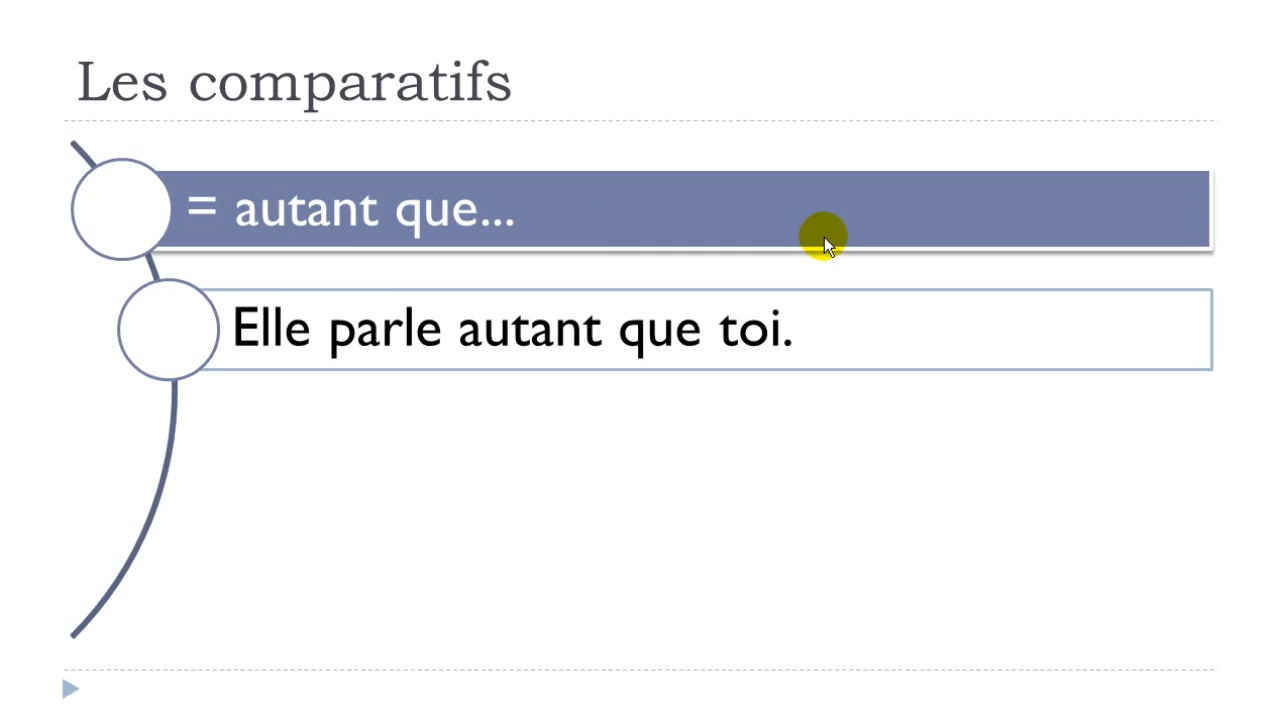 Les comparatifs
= autant que...
Elle parle autant que toi.